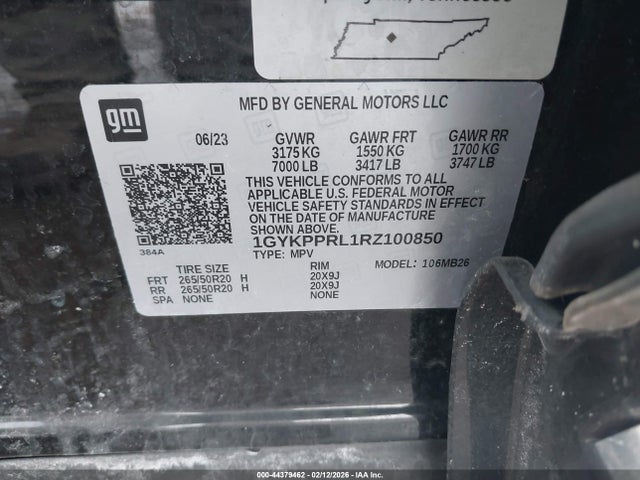 gm
MFD BY GENERAL MOTORS LLC
06/23 GVWR GAWR FRT GAWR RR
3175 KG 1550 KG 1700 KG
7000 LB 3417 LB 3747 LB
THIS VEHICLE CONFORMS TO ALL
APPLICABLE U.S. FEDERAL MOTOR
VEHICLE SAFETY STANDARDS IN
EFFECT ON THE DATE OF MANUFACTURE
SHOWN ABOVE.
1GYKPPRL1RZ100850
384A
TYPE: MPV MODEL: 106MB26
TIRE SIZE RIM
FRT 265/50R20 H 20X9J
RR 265/50R20 H 20X9J
SPA NONE NONE
000-44379462 - 02/12/2026 - IAA Inc.